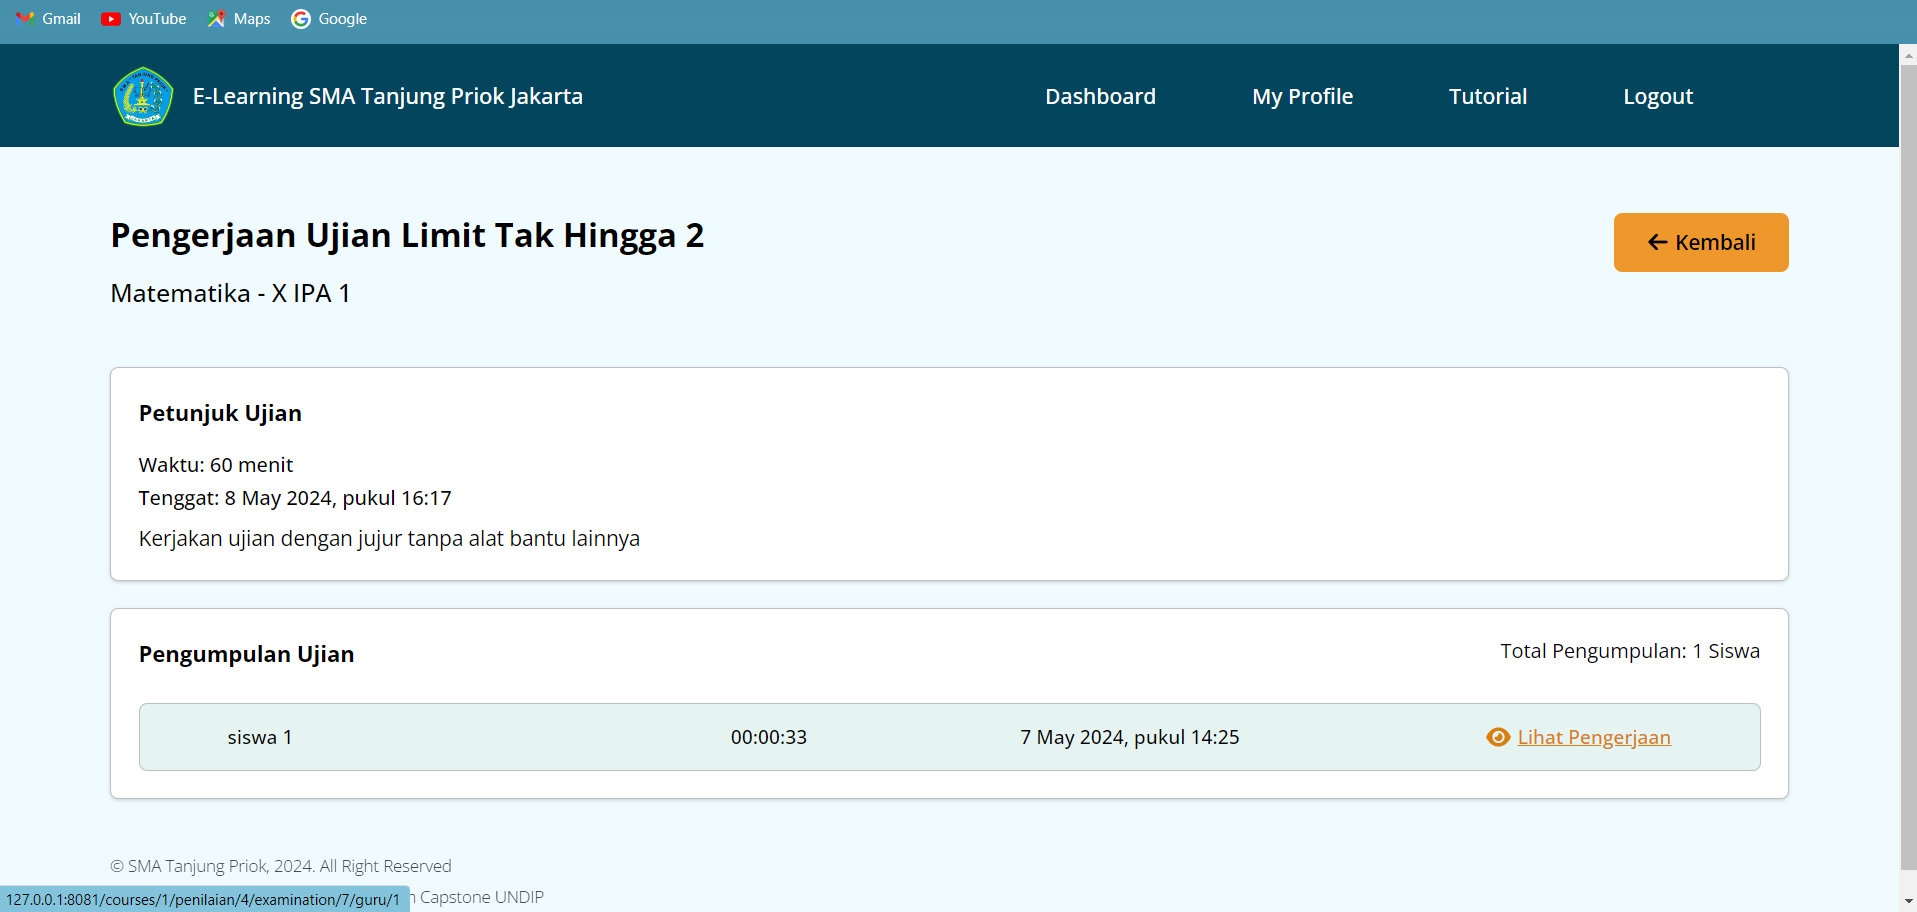 Gmail YouTube Maps Google
E-Learning SMA Tanjung Priok Jakarta Dashboard My Profile Tutorial Logout
Pengerjaan Ujian Limit Tak Hingga 2
Kembali
Matematika - X IPA 1
Petunjuk Ujian
Waktu: 60 menit
Tenggat: 8 May 2024, pukul 16:17
Kerjakan ujian dengan jujur tanpa alat bantu lainnya
Pengumpulan Ujian
Total Pengumpulan: 1 Siswa
siswa 1 00:00:33 7 May 2024, pukul 14:25 Lihat Pengerjaan
© SMA Tanjung Priok, 2024. All Right Reserved
Capstone UNDIP
127.0.0.1:8081/courses/1/penilaian/4/examination/7/guru/1